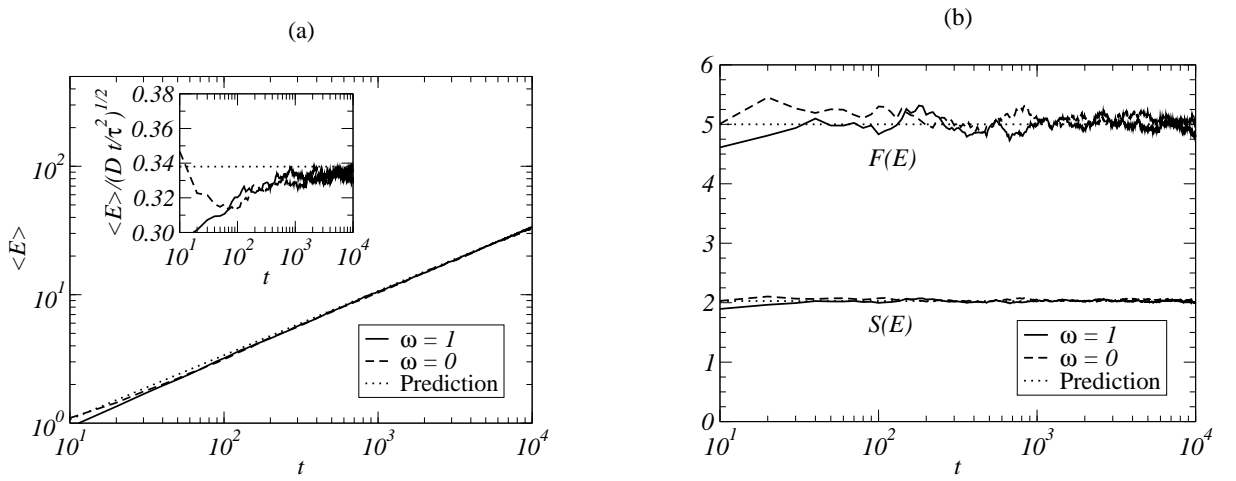 (a)
<E>
10^2
10^1
10^0
10^1
10^2
10^3
10^4
t
<E>/(D t/τ^2)^{1/2}
0.38
0.36
0.34
0.32
0.30
10^1
10^2
10^3
10^4
t
ω = 1
ω = 0
Prediction
(b)
6
5
4
3
2
1
0
10^1
10^2
10^3
10^4
t
F(E)
S(E)
ω = 1
ω = 0
Prediction